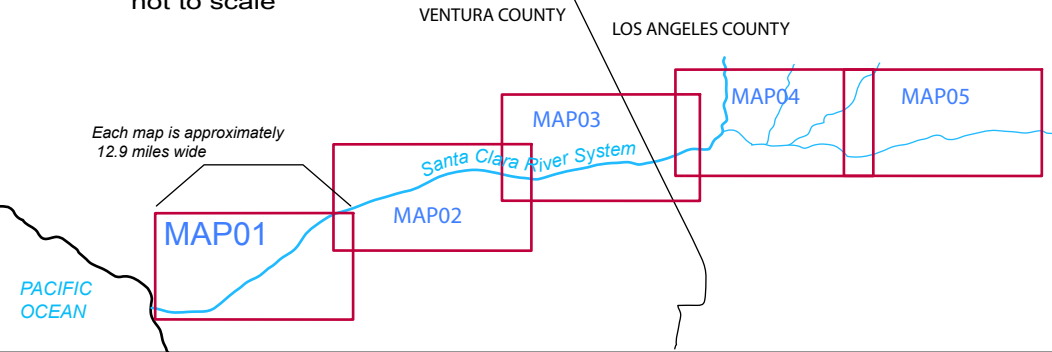 not to scale
VENTURA COUNTY
LOS ANGELES COUNTY
MAP04
MAP05
MAP03
Each map is approximately
12.9 miles wide
Santa Clara River System
MAP02
MAP01
PACIFIC
OCEAN